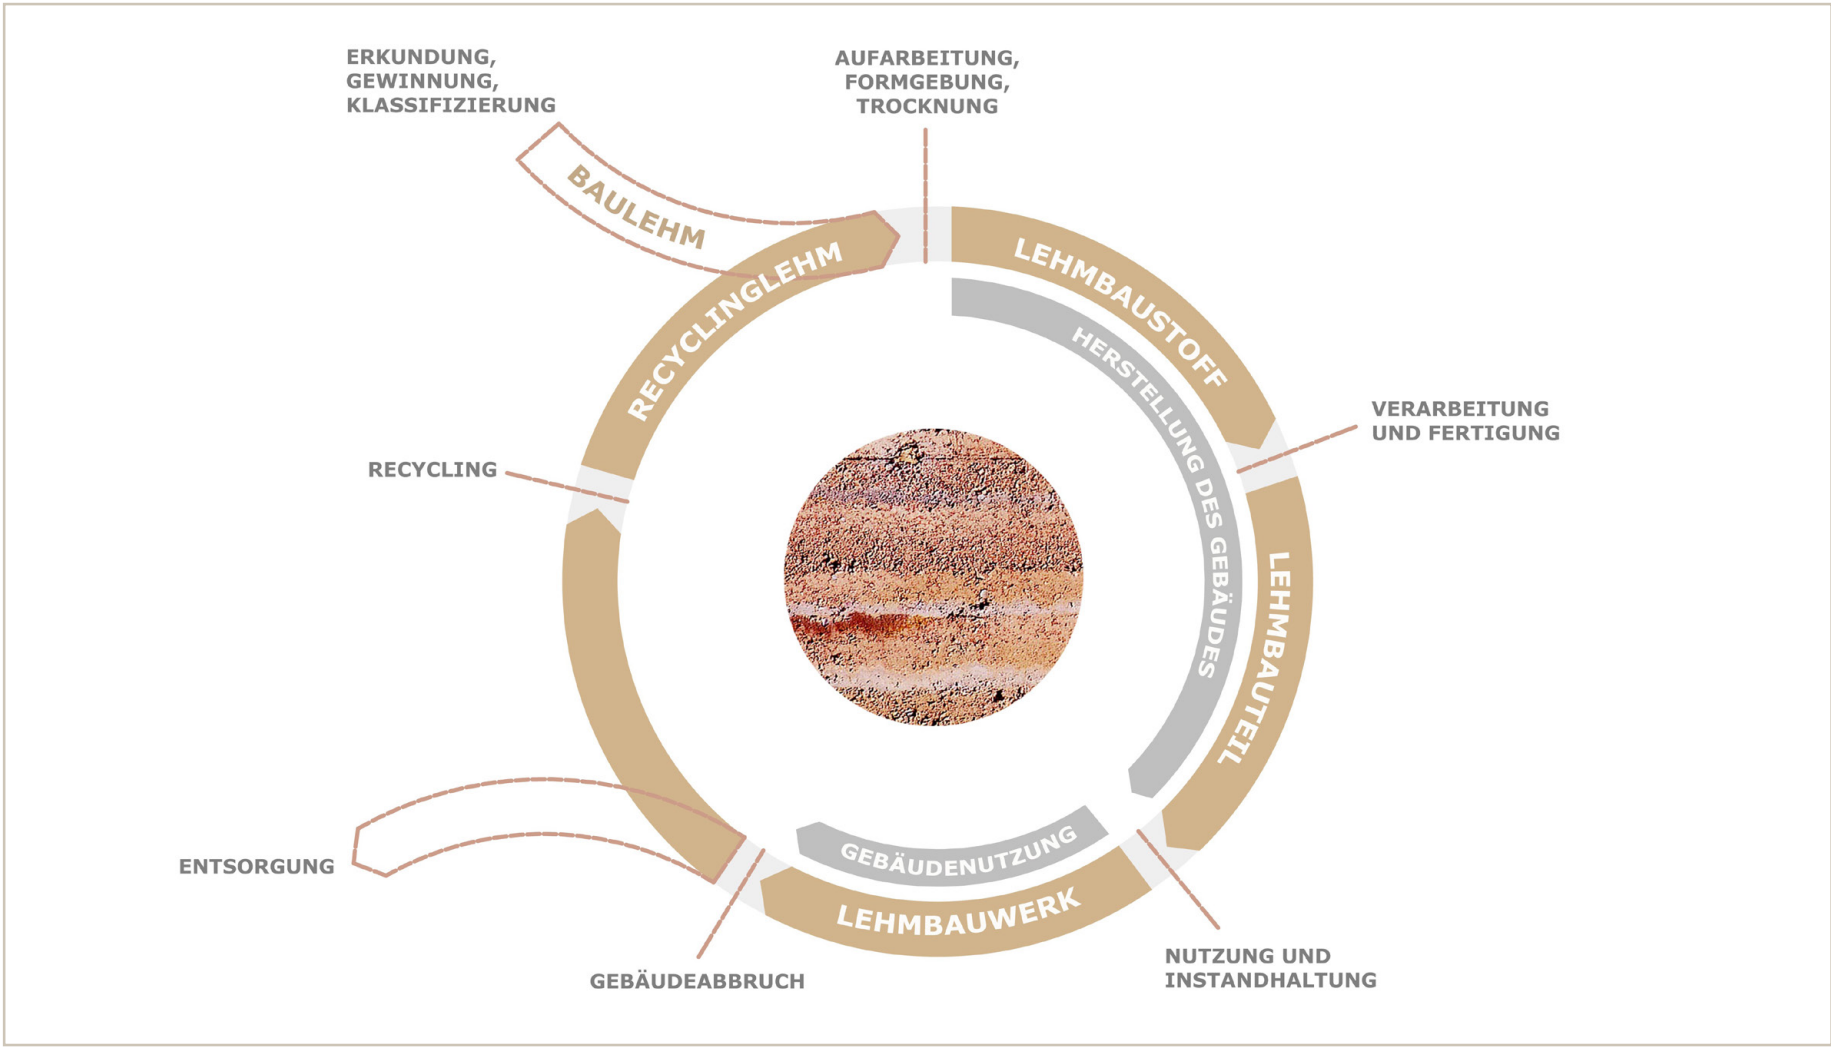 ERKUNDUNG,
GEWINNUNG,
KLASSIFIZIERUNG
AUFARBEITUNG,
FORMGEBUNG,
TROCKNUNG
BAULEHM
RECYCLINGLEHM
LEHMBAUSTOFF
HERSTELLUNG DES GEBÄUDES
VERARBEITUNG
UND FERTIGUNG
RECYCLING
LEHMBAUTEIL
GEBÄUDENUTZUNG
LEHMBAUWERK
ENTSORGUNG
GEBÄUDEABBRUCH
NUTZUNG UND
INSTANDHALTUNG